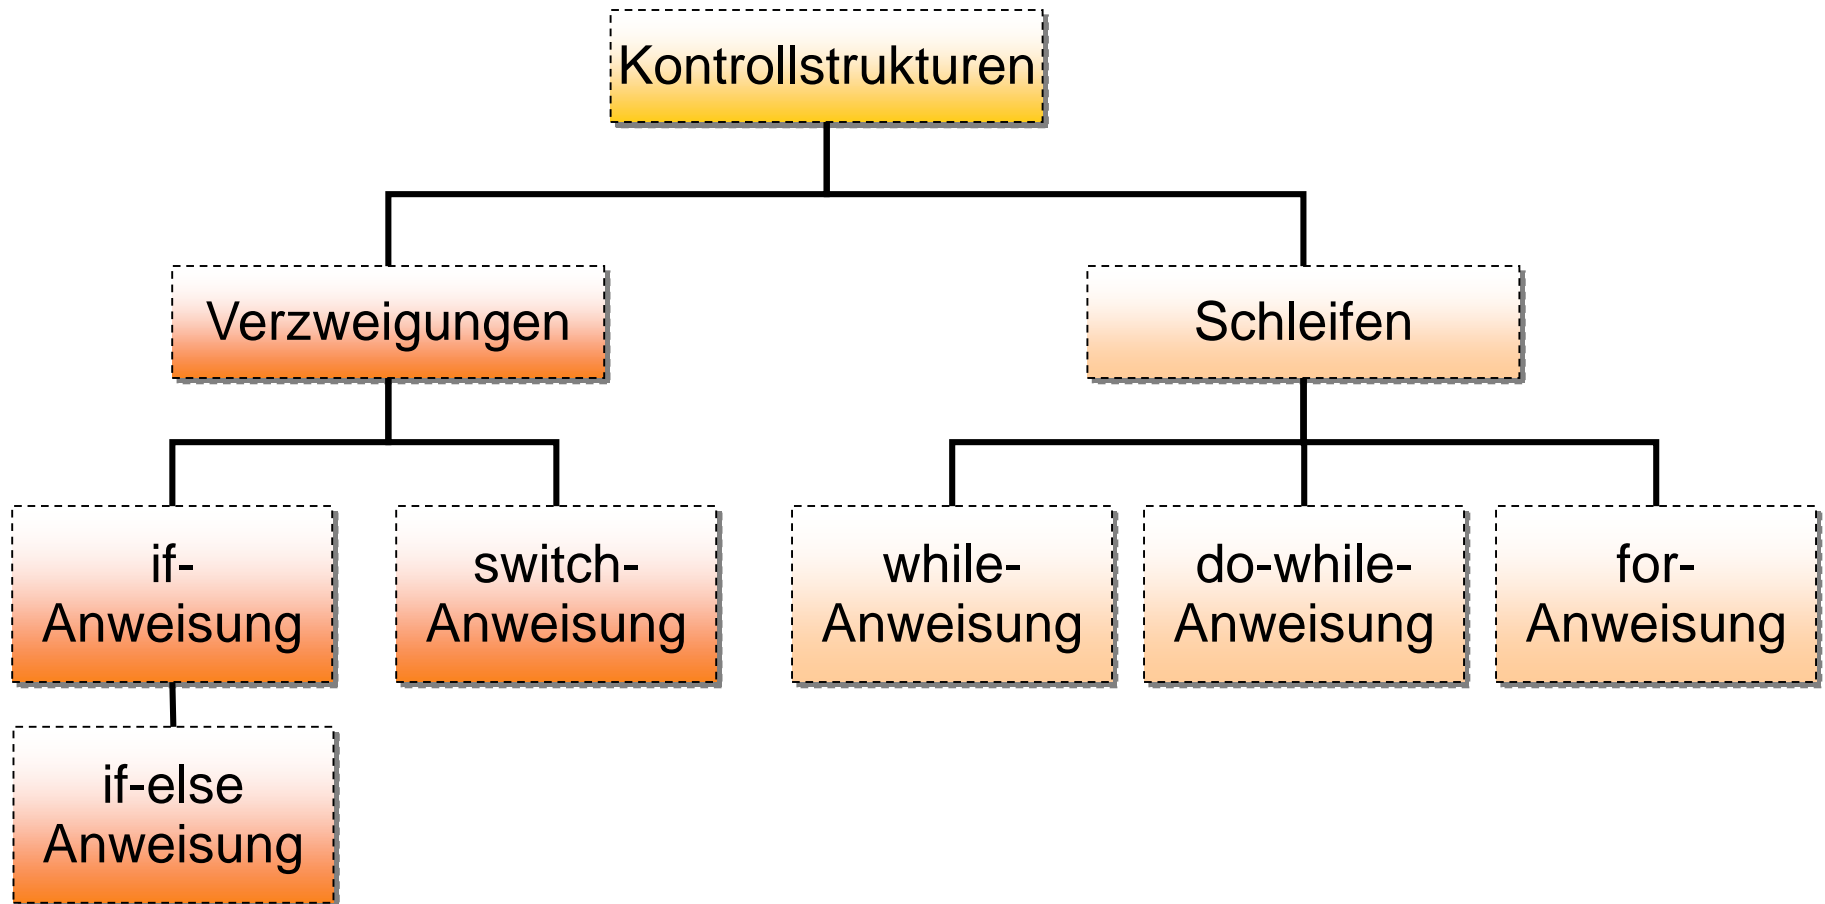 Kontrollstrukturen
Verzweigungen
Schleifen
if-
Anweisung
switch-
Anweisung
while-
Anweisung
do-while-
Anweisung
for-
Anweisung
if-else
Anweisung